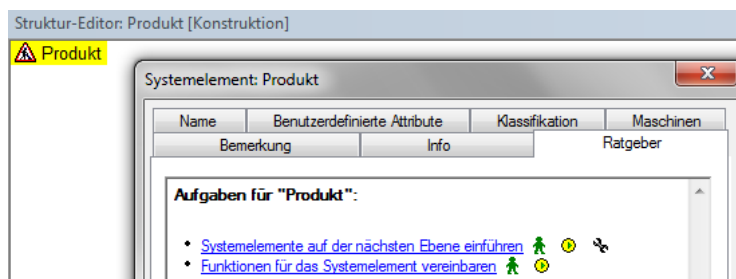 Struktur-Editor: Produkt [Konstruktion]
Produkt
Systemelement: Produkt
Name Benutzerdefinierte Attribute Klassifikation Maschinen
Bemerkung Info Ratgeber
Aufgaben für "Produkt":
• Systemelemente auf der nächsten Ebene einführen
• Funktionen für das Systemelement vereinbaren